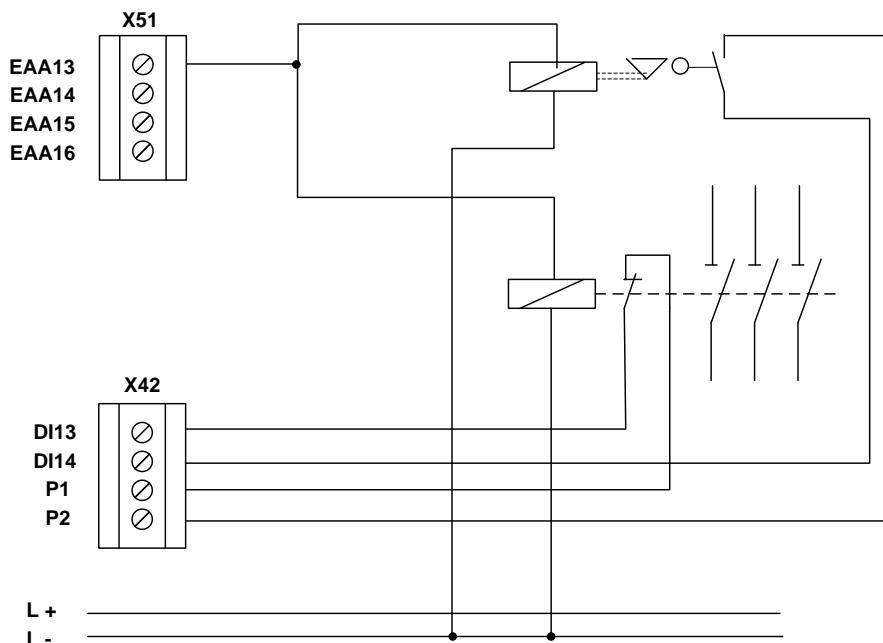 X51
EAA13
EAA14
EAA15
EAA16
X42
DI13
DI14
P1
P2
L +
L -